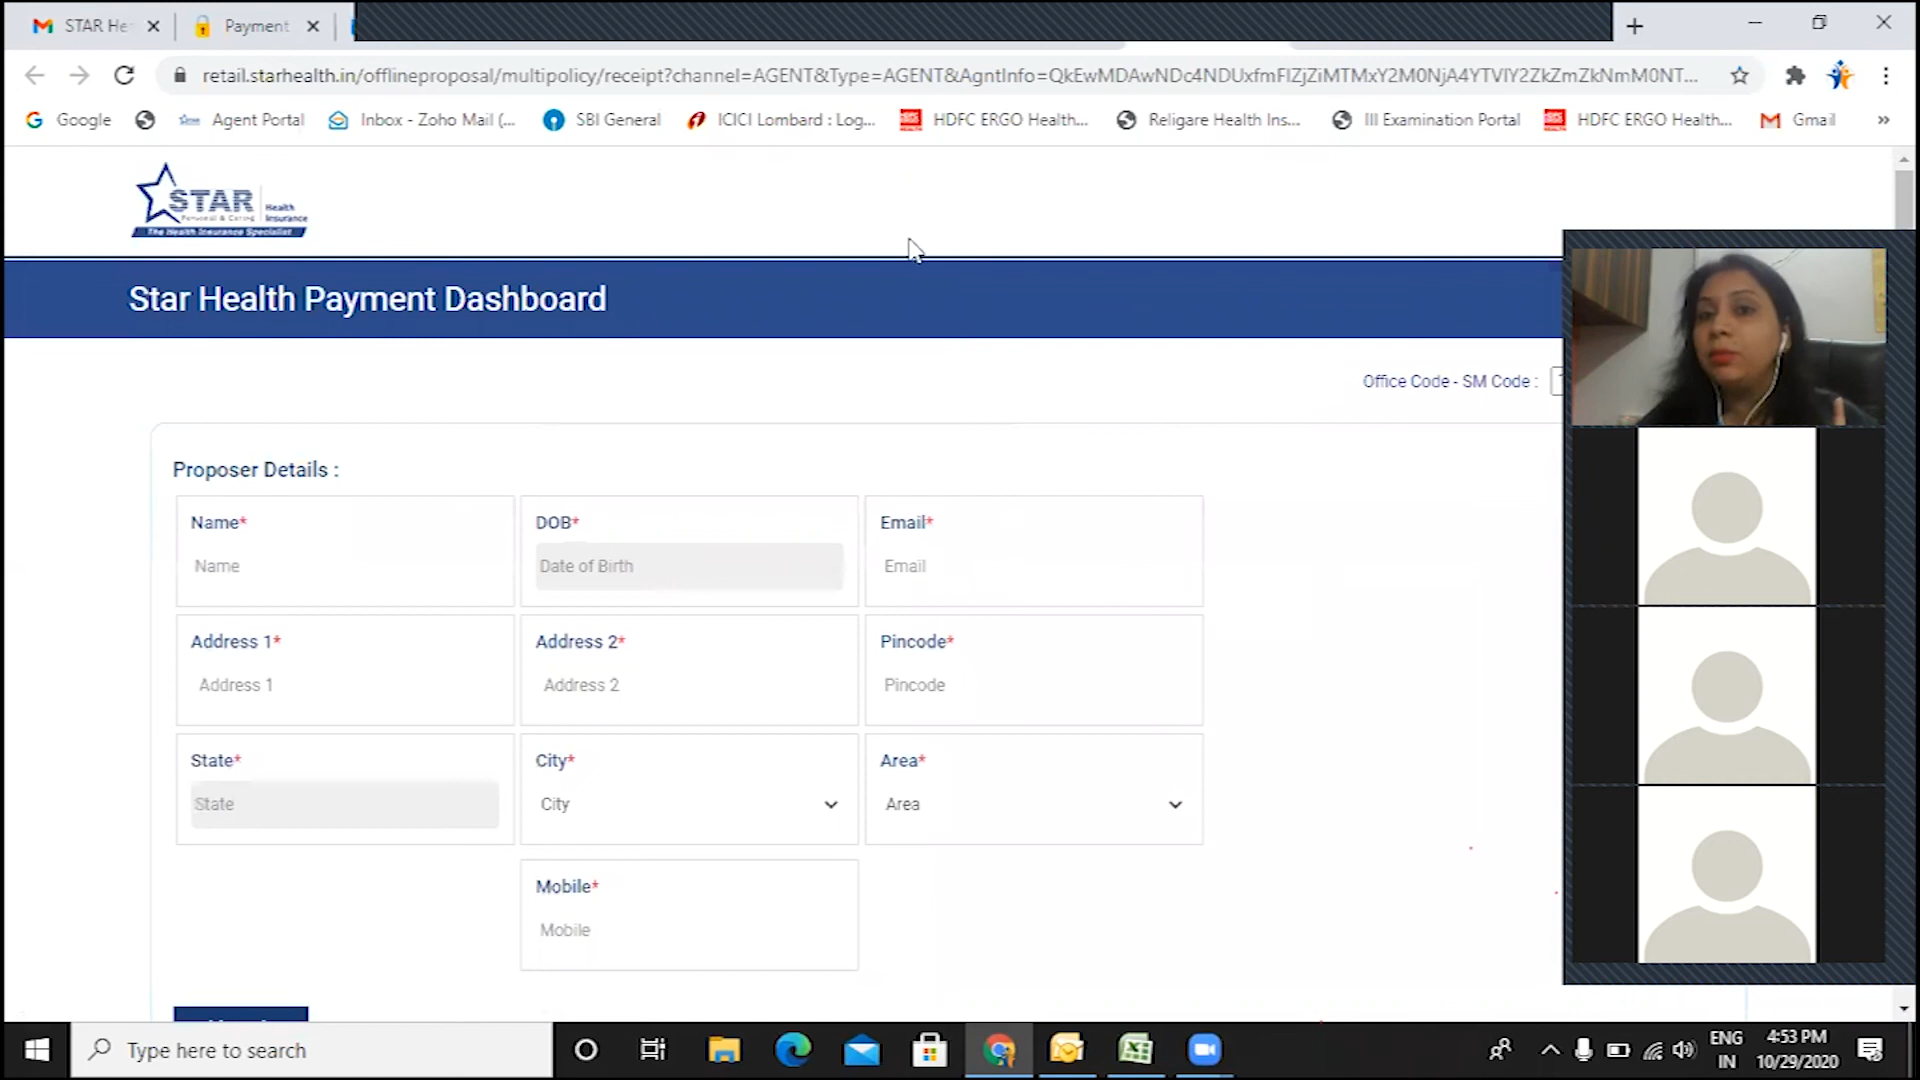 STAR He
Payment
retail.starhealth.in/offlineproposal/multipolicy/receipt?channel=AGENT&Type=AGENT&AgntInfo=
Google
Agent Portal
Inbox - Zoho Mail (...
SBI General
ICICI Lombard : Log...
HDFC ERGO Health...
Religare Health Ins...
III Examination Portal
HDFC ERGO Health...
Gmail
»
STAR
Health
Insurance
Personal & Caring
The Health Insurance Specialist
Star Health Payment Dashboard
Office Code - SM Code :
Proposer Details :
Name*
DOB*
Email*
Name
Date of Birth
Email
Address 1*
Address 2*
Pincode*
Address 1
Address 2
Pincode
State*
City*
Area*
State
City
Area
Mobile*
Mobile
Type here to search
ENG
IN
4:53 PM
10/29/2020